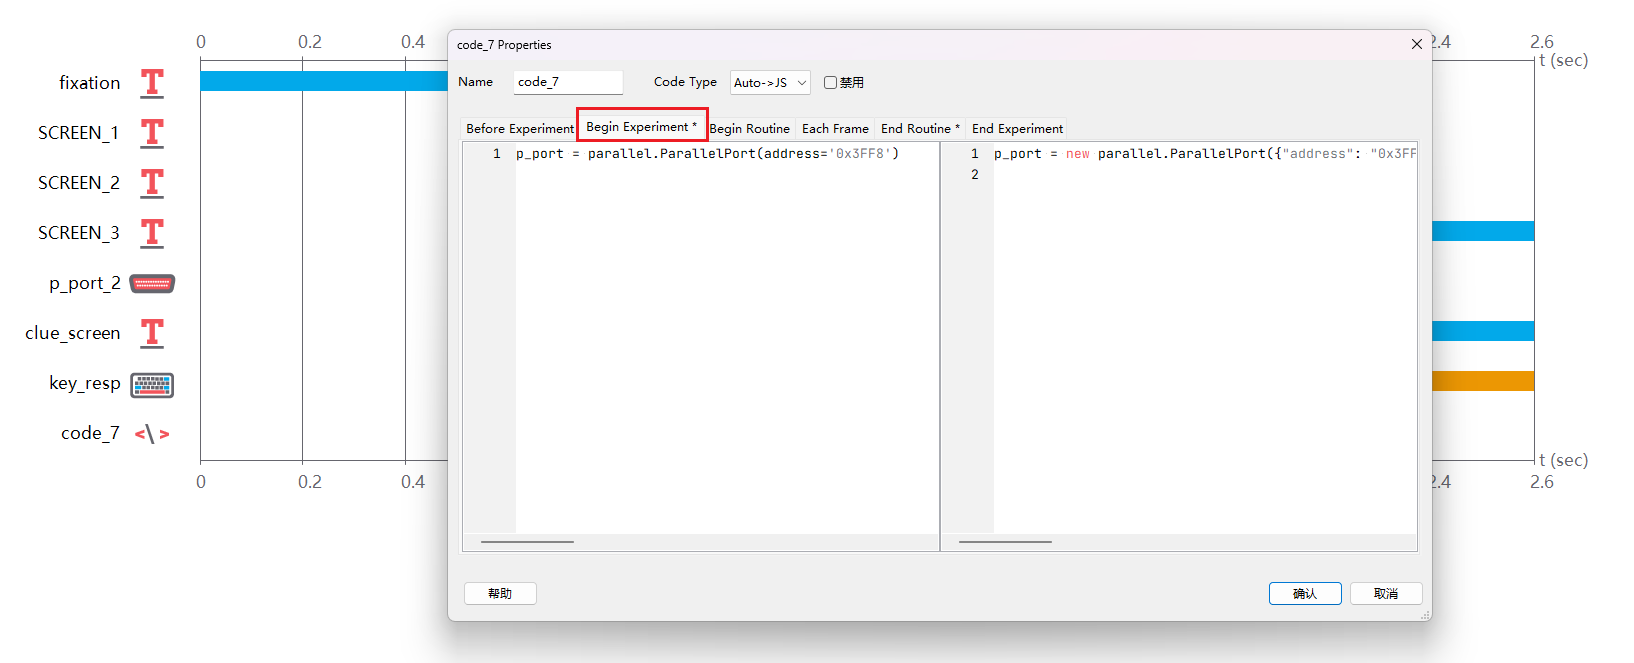 0 0.2 0.4 2.4 2.6
t (sec)
code_7 Properties
Name code_7 Code Type Auto->JS 禁用
Before Experiment Begin Experiment * Begin Routine Each Frame End Routine * End Experiment
1 p_port = parallel.ParallelPort(address='0x3FF8')
1 p_port = new parallel.ParallelPort({"address": "0x3FF
2
fixation
SCREEN_1
SCREEN_2
SCREEN_3
p_port_2
clue_screen
key_resp
code_7
t (sec)
0 0.2 0.4 2.4 2.6
帮助 确认 取消